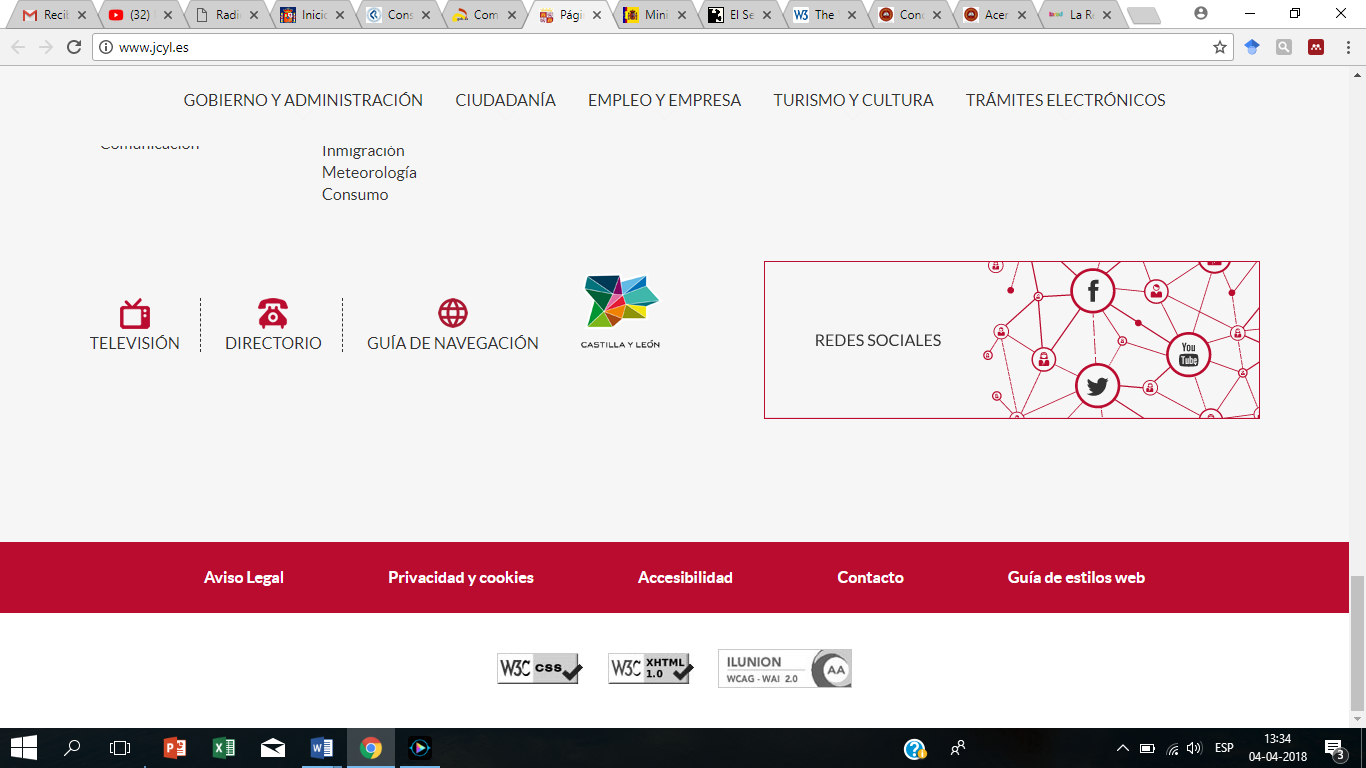 Recib
(32)
Radi
Inicio
Cons
Com
Pági
Mini
El Se
The
Con
Acer
La R
www.jcyl.es
GOBIERNO Y ADMINISTRACIÓN CIUDADANÍA EMPLEO Y EMPRESA TURISMO Y CULTURA TRÁMITES ELECTRÓNICOS
Comunicación
Inmigración
Meteorología
Consumo
TELEVISIÓN DIRECTORIO GUÍA DE NAVEGACIÓN
CASTILLA Y LEÓN
REDES SOCIALES
You
Tube
Aviso Legal Privacidad y cookies Accesibilidad Contacto Guía de estilos web
W3C CSS
W3C XHTML 1.0
ILUNION
WCAG - WAI 2.0
AA
ESP
13:34
04-04-2018
3